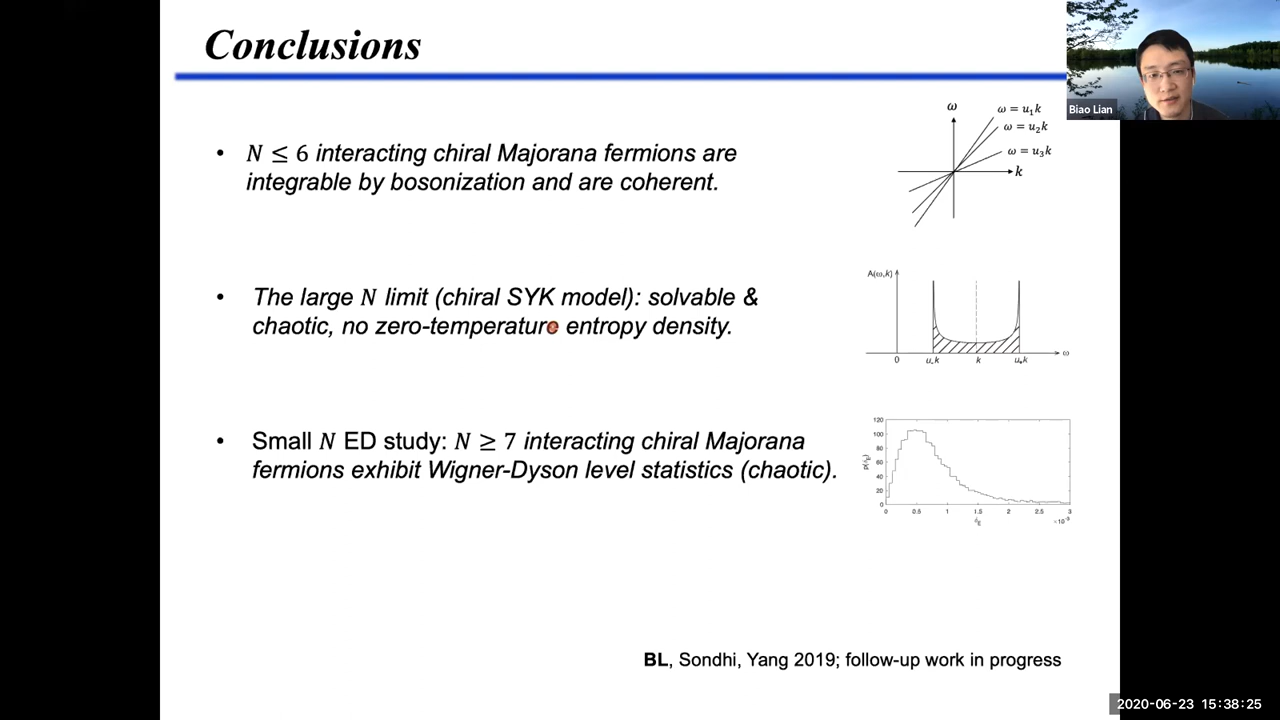 Conclusions
Biao Lian
• N ≤ 6 interacting chiral Majorana fermions are
integrable by bosonization and are coherent.
ω
ω = u₁k
ω = u₂k
ω = u₃k
k
• The large N limit (chiral SYK model): solvable &
chaotic, no zero-temperature entropy density.
A(ω,k)
0 u₋k k u₊k ω
• Small N ED study: N ≥ 7 interacting chiral Majorana
fermions exhibit Wigner-Dyson level statistics (chaotic).
120
100
80
60
40
20
0
0 0.5 1 1.5 2 2.5 3
BL, Sondhi, Yang 2019; follow-up work in progress
2020-06-23 15:38:25